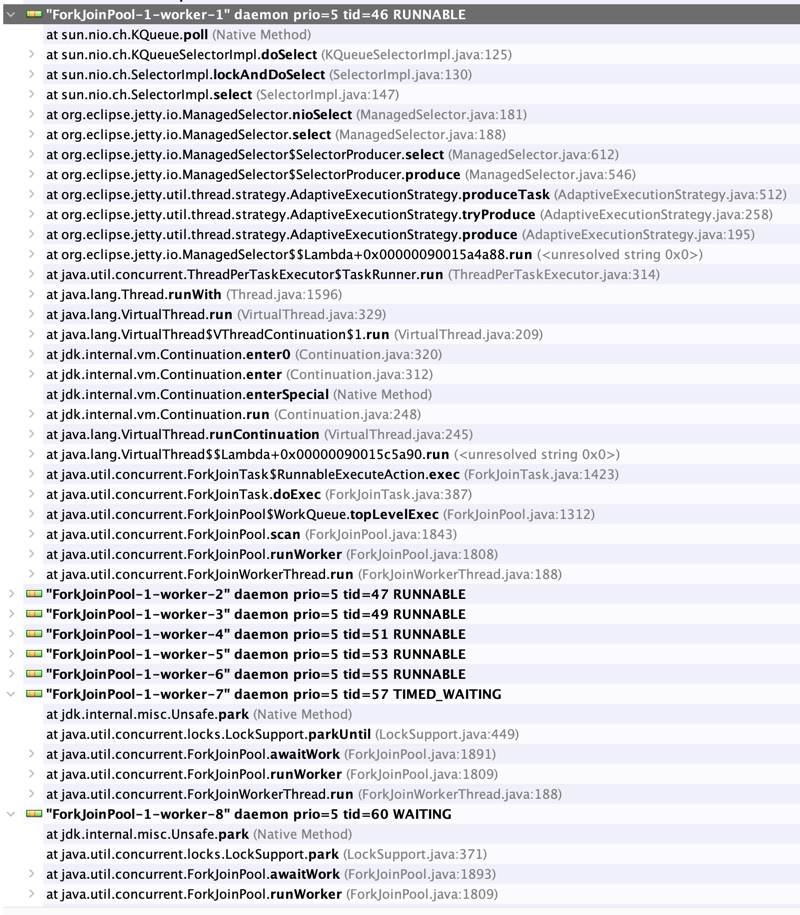 "ForkJoinPool-1-worker-1" daemon prio=5 tid=46 RUNNABLE
at sun.nio.ch.KQueue.poll (Native Method)
at sun.nio.ch.KQueueSelectorImpl.doSelect (KQueueSelectorImpl.java:125)
at sun.nio.ch.SelectorImpl.lockAndDoSelect (SelectorImpl.java:130)
at sun.nio.ch.SelectorImpl.select (SelectorImpl.java:147)
at org.eclipse.jetty.io.ManagedSelector.nioSelect (ManagedSelector.java:181)
at org.eclipse.jetty.io.ManagedSelector.select (ManagedSelector.java:188)
at org.eclipse.jetty.io.ManagedSelector$SelectorProducer.select (ManagedSelector.java:612)
at org.eclipse.jetty.io.ManagedSelector$SelectorProducer.produce (ManagedSelector.java:546)
at org.eclipse.jetty.util.thread.strategy.AdaptiveExecutionStrategy.produceTask (AdaptiveExecutionStrategy.java:512)
at org.eclipse.jetty.util.thread.strategy.AdaptiveExecutionStrategy.tryProduce (AdaptiveExecutionStrategy.java:258)
at org.eclipse.jetty.util.thread.strategy.AdaptiveExecutionStrategy.produce (AdaptiveExecutionStrategy.java:195)
at org.eclipse.jetty.io.ManagedSelector$$Lambda+0x00000090015a4a88.run (<unresolved string 0x0>)
at java.util.concurrent.ThreadPerTaskExecutor$TaskRunner.run (ThreadPerTaskExecutor.java:314)
at java.lang.Thread.runWith (Thread.java:1596)
at java.lang.VirtualThread.run (VirtualThread.java:329)
at java.lang.VirtualThread$VThreadContinuation$1.run (VirtualThread.java:209)
at jdk.internal.vm.Continuation.enter0 (Continuation.java:320)
at jdk.internal.vm.Continuation.enter (Continuation.java:312)
at jdk.internal.vm.Continuation.enterSpecial (Native Method)
at jdk.internal.vm.Continuation.run (Continuation.java:248)
at java.lang.VirtualThread.runContinuation (VirtualThread.java:245)
at java.lang.VirtualThread$$Lambda+0x00000090015c5a90.run (<unresolved string 0x0>)
at java.util.concurrent.ForkJoinTask$RunnableExecuteAction.exec (ForkJoinTask.java:1423)
at java.util.concurrent.ForkJoinTask.doExec (ForkJoinTask.java:387)
at java.util.concurrent.ForkJoinPool$WorkQueue.topLevelExec (ForkJoinPool.java:1312)
at java.util.concurrent.ForkJoinPool.scan (ForkJoinPool.java:1843)
at java.util.concurrent.ForkJoinPool.runWorker (ForkJoinPool.java:1808)
at java.util.concurrent.ForkJoinWorkerThread.run (ForkJoinWorkerThread.java:188)
"ForkJoinPool-1-worker-2" daemon prio=5 tid=47 RUNNABLE
"ForkJoinPool-1-worker-3" daemon prio=5 tid=49 RUNNABLE
"ForkJoinPool-1-worker-4" daemon prio=5 tid=51 RUNNABLE
"ForkJoinPool-1-worker-5" daemon prio=5 tid=53 RUNNABLE
"ForkJoinPool-1-worker-6" daemon prio=5 tid=55 RUNNABLE
"ForkJoinPool-1-worker-7" daemon prio=5 tid=57 TIMED_WAITING
at jdk.internal.misc.Unsafe.park (Native Method)
at java.util.concurrent.locks.LockSupport.parkUntil (LockSupport.java:449)
at java.util.concurrent.ForkJoinPool.awaitWork (ForkJoinPool.java:1891)
at java.util.concurrent.ForkJoinPool.runWorker (ForkJoinPool.java:1809)
at java.util.concurrent.ForkJoinWorkerThread.run (ForkJoinWorkerThread.java:188)
"ForkJoinPool-1-worker-8" daemon prio=5 tid=60 WAITING
at jdk.internal.misc.Unsafe.park (Native Method)
at java.util.concurrent.locks.LockSupport.park (LockSupport.java:371)
at java.util.concurrent.ForkJoinPool.awaitWork (ForkJoinPool.java:1893)
at java.util.concurrent.ForkJoinPool.runWorker (ForkJoinPool.java:1809)